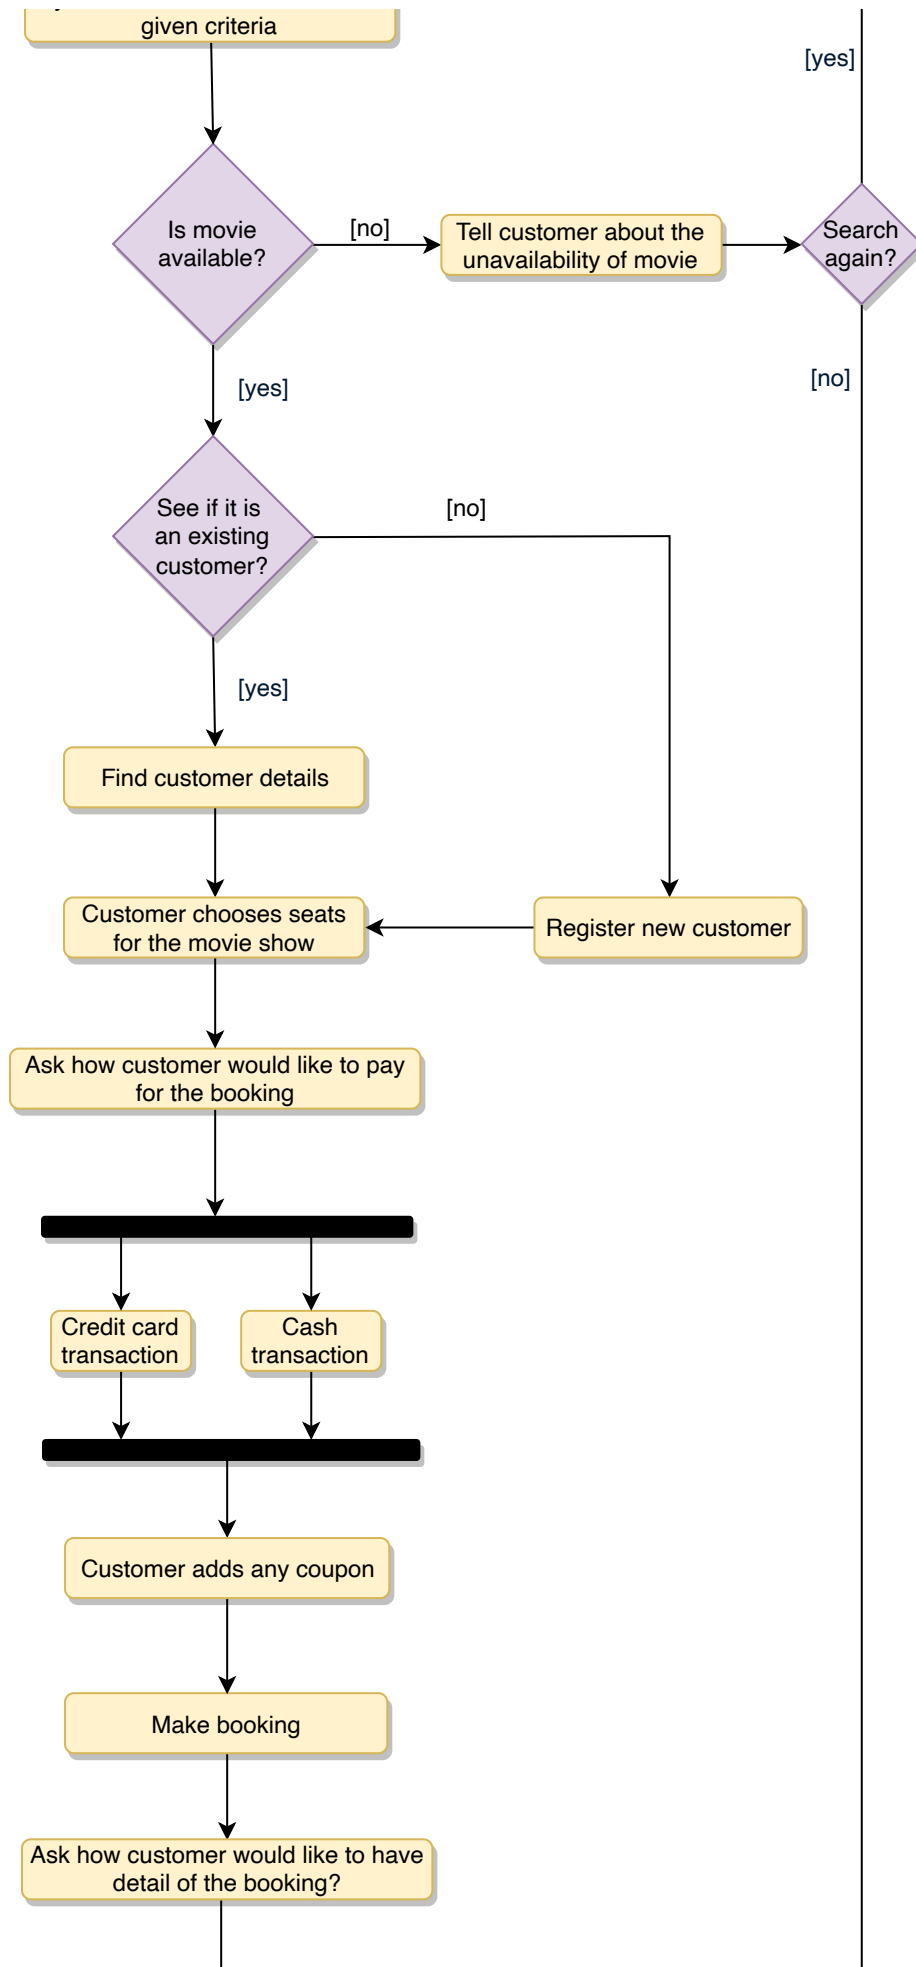 given criteria
[yes]
Is movie
available?
[no]
Tell customer about the
unavailability of movie
Search
again?
[yes]
[no]
See if it is
an existing
customer?
[no]
[yes]
Find customer details
Customer chooses seats
for the movie show
Register new customer
Ask how customer would like to pay
for the booking
Credit card
transaction
Cash
transaction
Customer adds any coupon
Make booking
Ask how customer would like to have
detail of the booking?